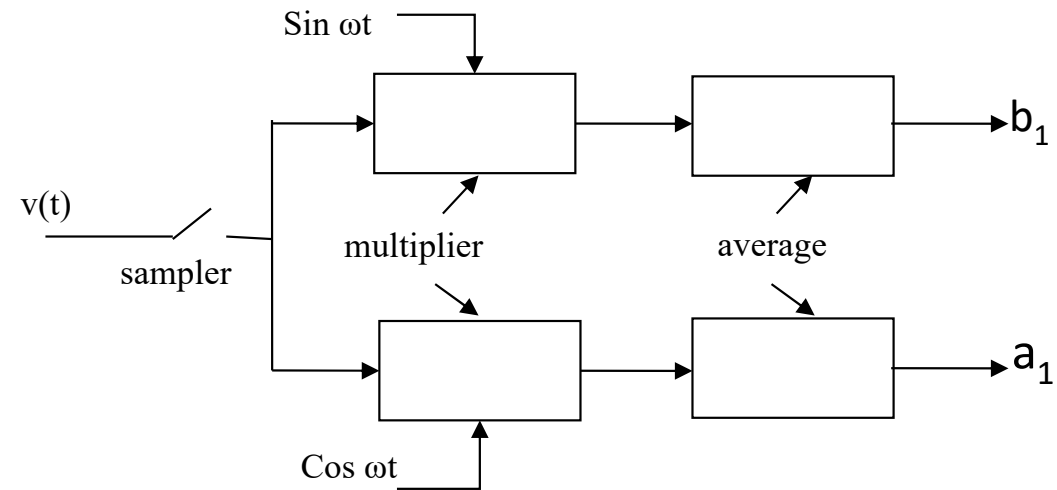 Sin ωt
b₁
v(t)
sampler
multiplier
average
a₁
Cos ωt